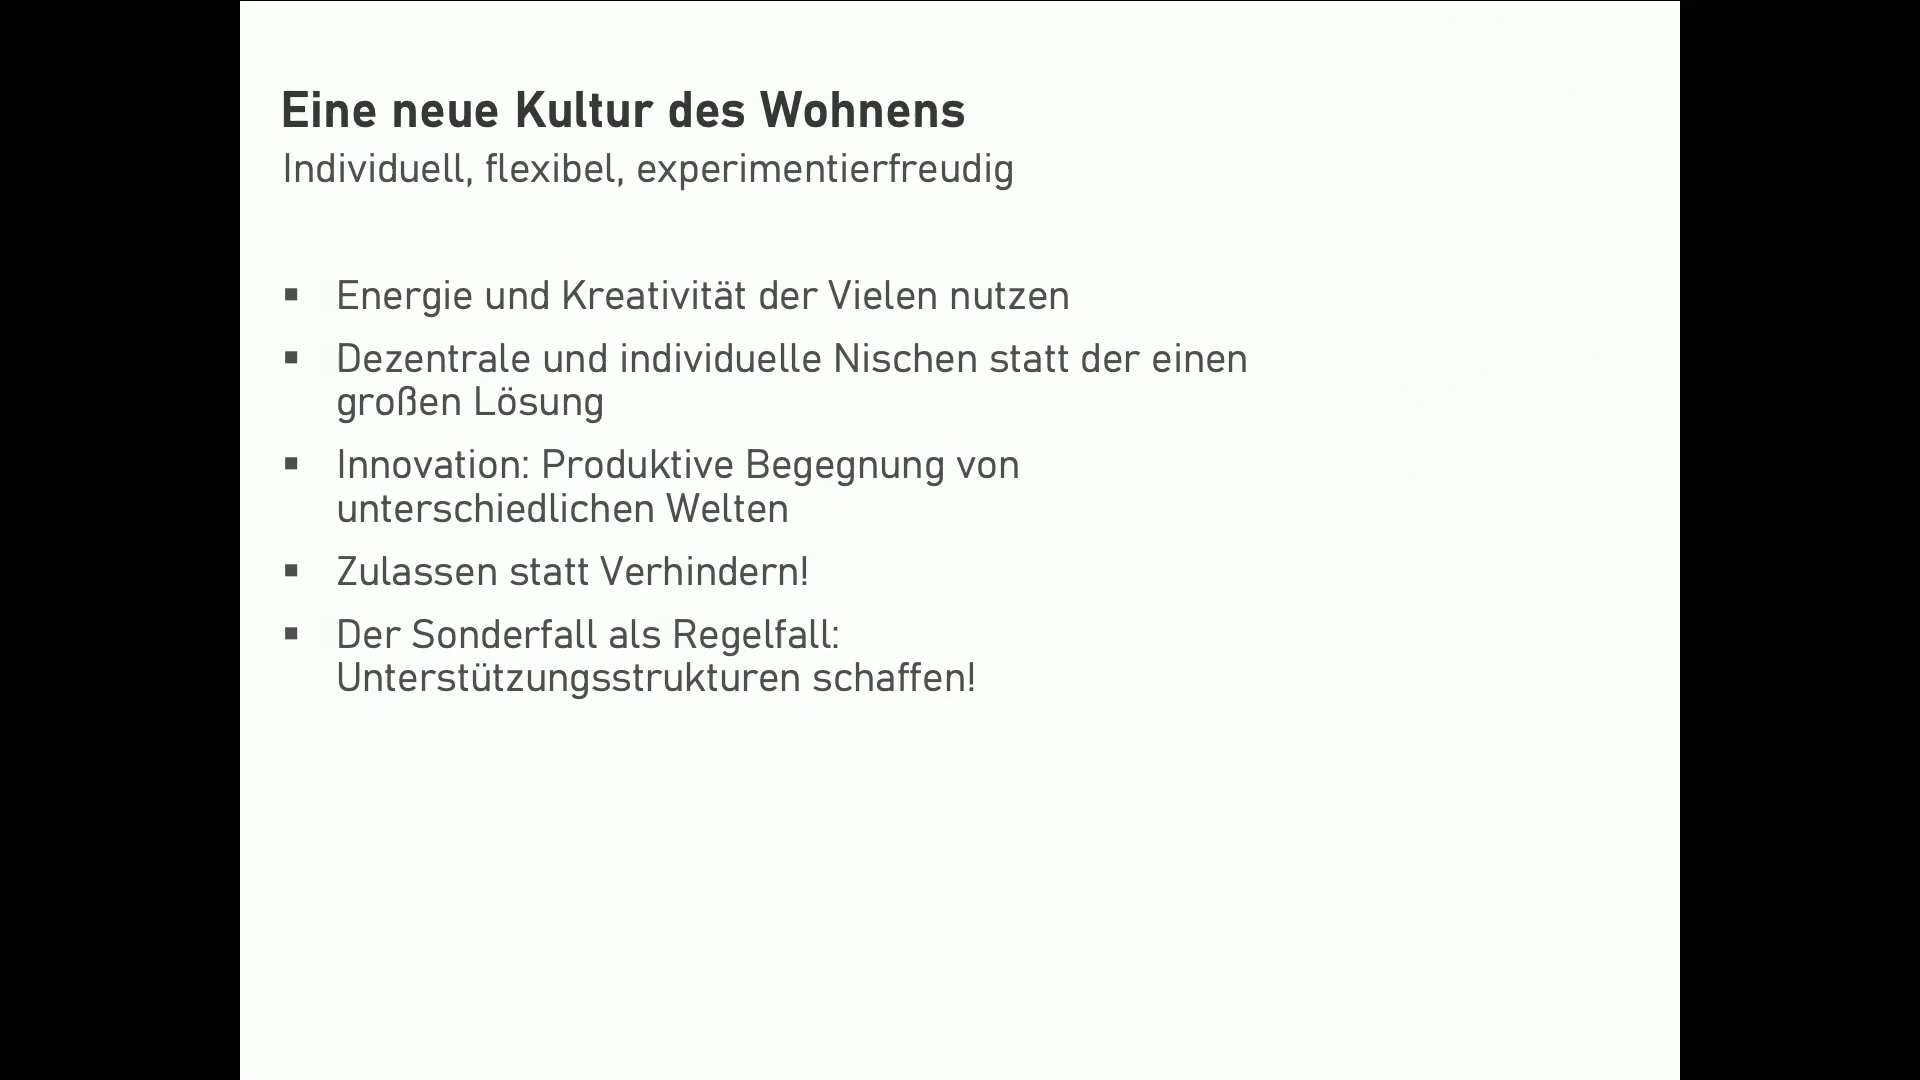 Eine neue Kultur des Wohnens
Individuell, flexibel, experimentierfreudig
▪ Energie und Kreativität der Vielen nutzen
▪ Dezentrale und individuelle Nischen statt der einen
großen Lösung
▪ Innovation: Produktive Begegnung von
unterschiedlichen Welten
▪ Zulassen statt Verhindern!
▪ Der Sonderfall als Regelfall:
Unterstützungsstrukturen schaffen!